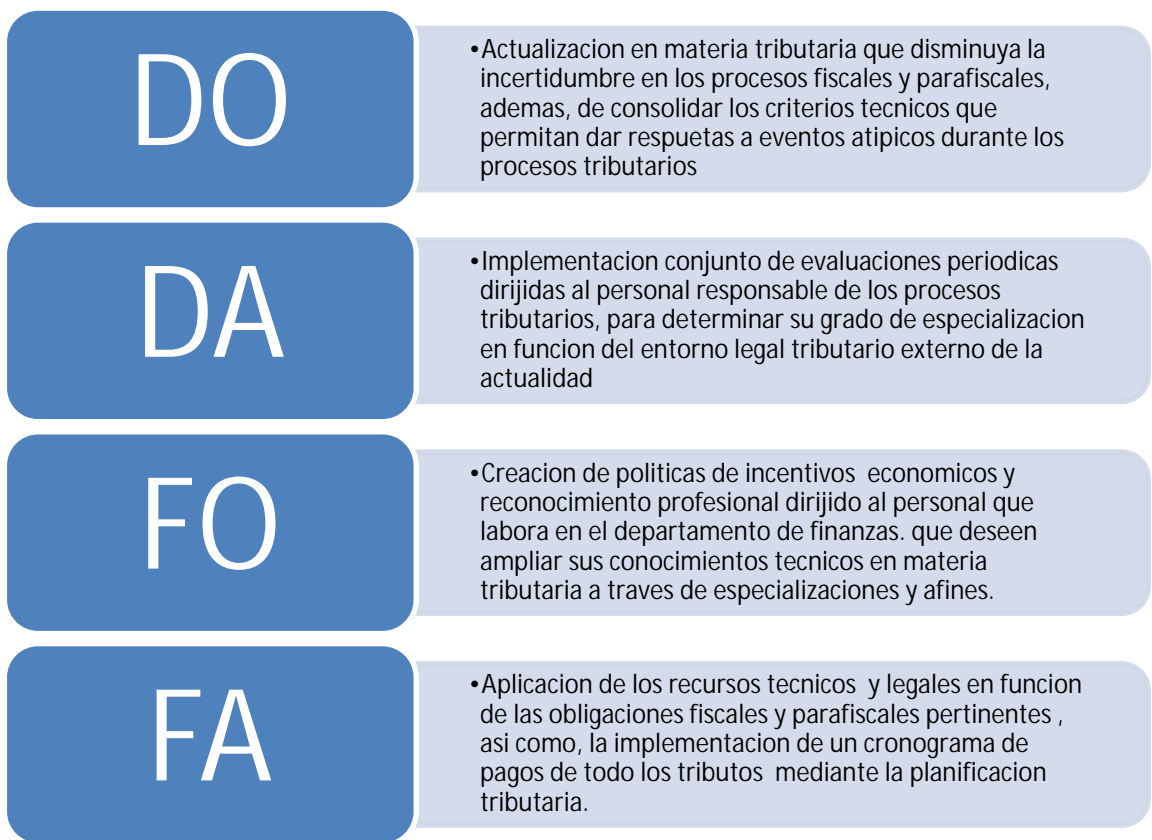 DO
•Actualizacion en materia tributaria que disminuya la
incertidumbre en los procesos fiscales y parafiscales,
ademas, de consolidar los criterios tecnicos que
permitan dar respuetas a eventos atipicos durante los
procesos tributarios
DA
•Implementacion conjunto de evaluaciones periodicas
dirijidas al personal responsable de los procesos
tributarios, para determinar su grado de especializacion
en funcion del entorno legal tributario externo de la
actualidad
FO
•Creacion de politicas de incentivos economicos y
reconocimiento profesional dirijido al personal que
labora en el departamento de finanzas. que deseen
ampliar sus conocimientos tecnicos en materia
tributaria a traves de especializaciones y afines.
FA
•Aplicacion de los recursos tecnicos y legales en funcion
de las obligaciones fiscales y parafiscales pertinentes ,
asi como, la implementacion de un cronograma de
pagos de todo los tributos mediante la planificacion
tributaria.